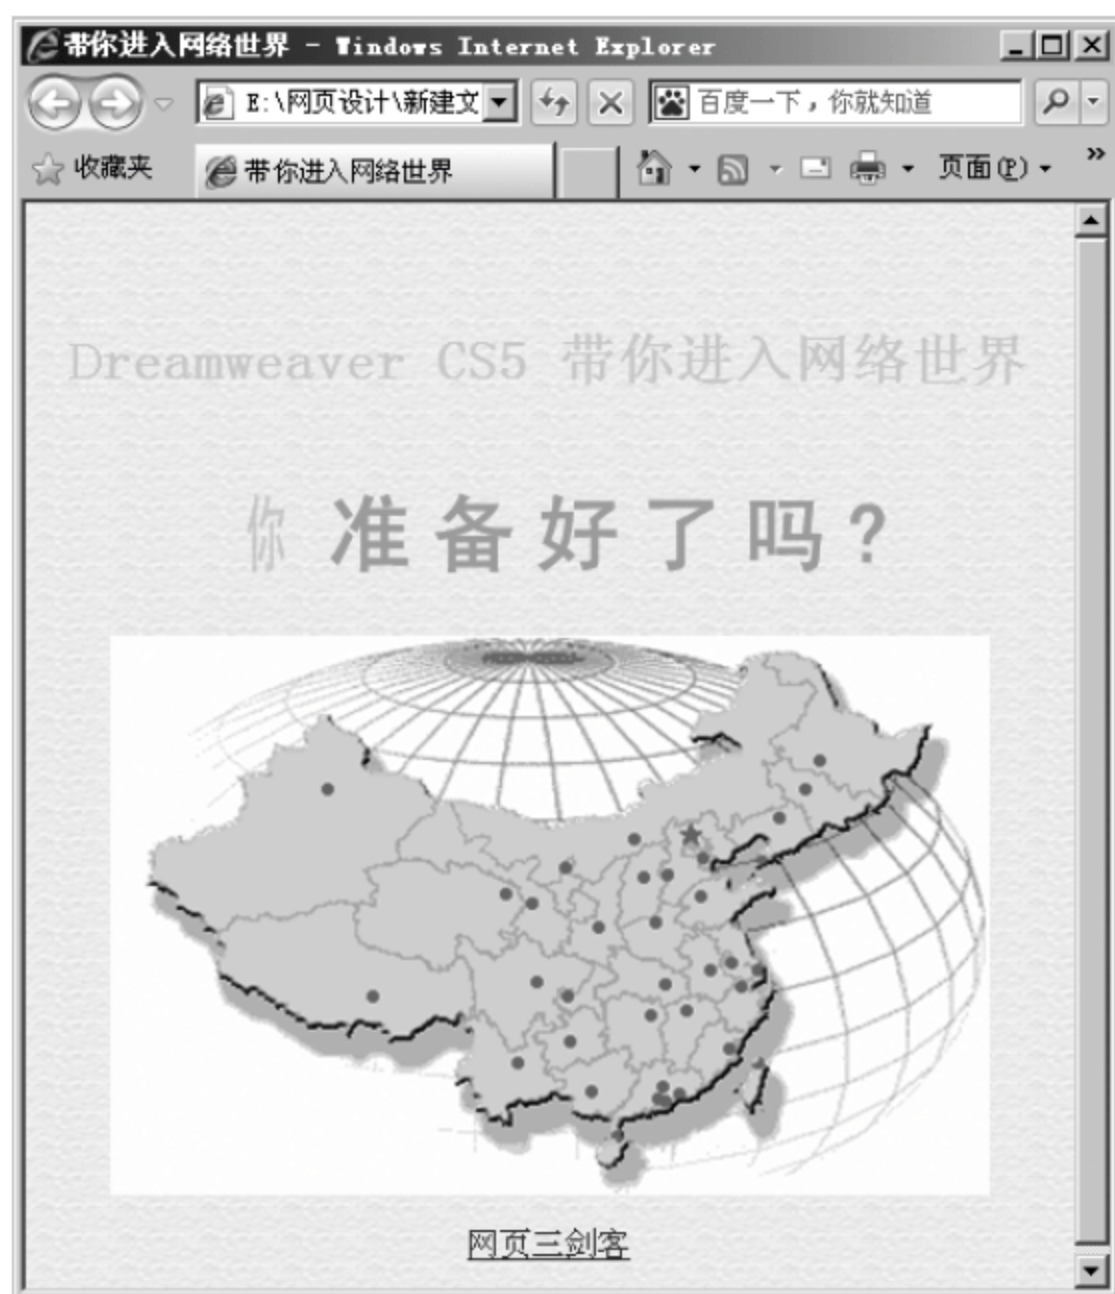 带你进入网络世界 - Windows Internet Explorer
E:\网页设计\新建文
百度一下，你就知道
收藏夹
带你进入网络世界
页面(P)
»
Dreamweaver CS5 带你进入网络世界
你准备好了吗？
网页三剑客